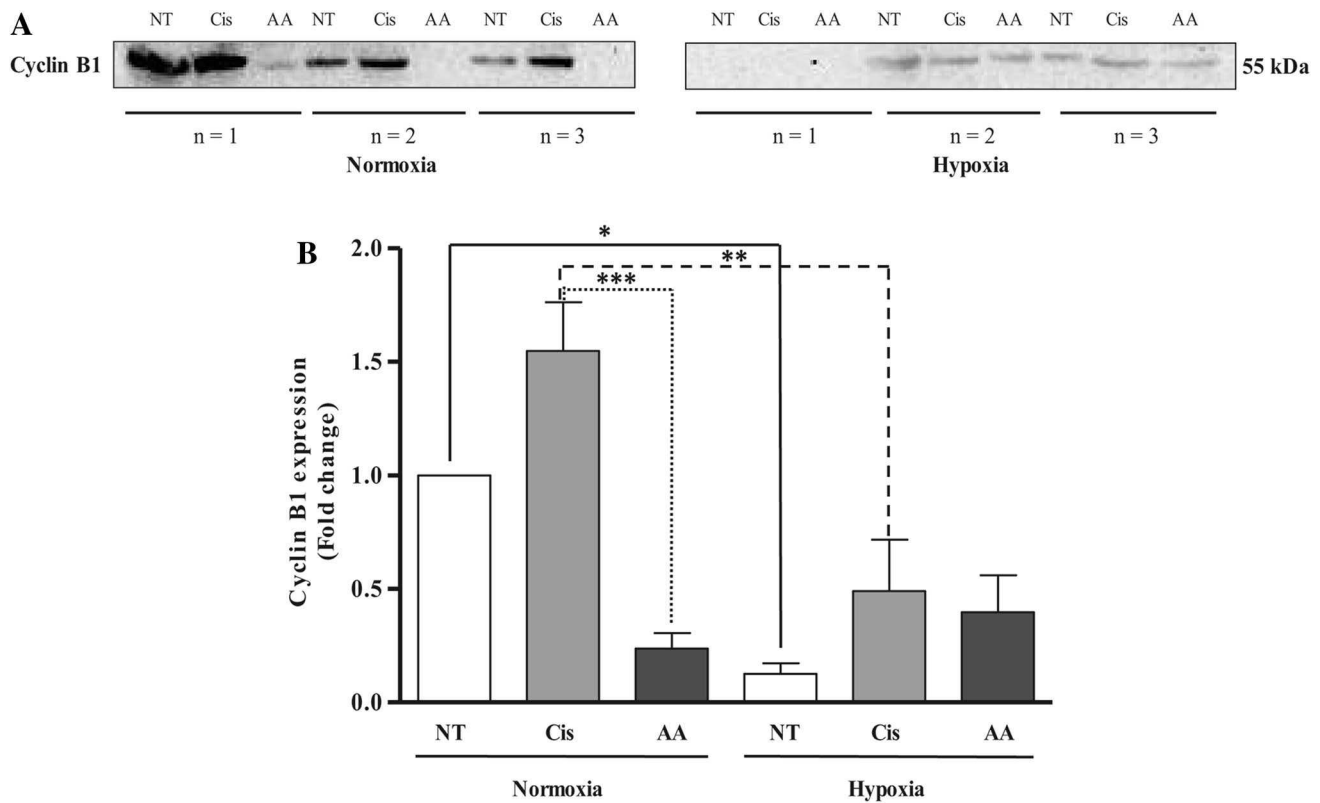 A
NT Cis AA NT Cis AA NT Cis AA NT Cis AA NT Cis AA NT Cis AA
Cyclin B1
55 kDa
n = 1 n = 2 n = 3 n = 1 n = 2 n = 3
Normoxia Hypoxia
B
Cyclin B1 expression
(Fold change)
2.0
1.5
1.0
0.5
0.0
*
**
***
NT Cis AA NT Cis AA
Normoxia Hypoxia